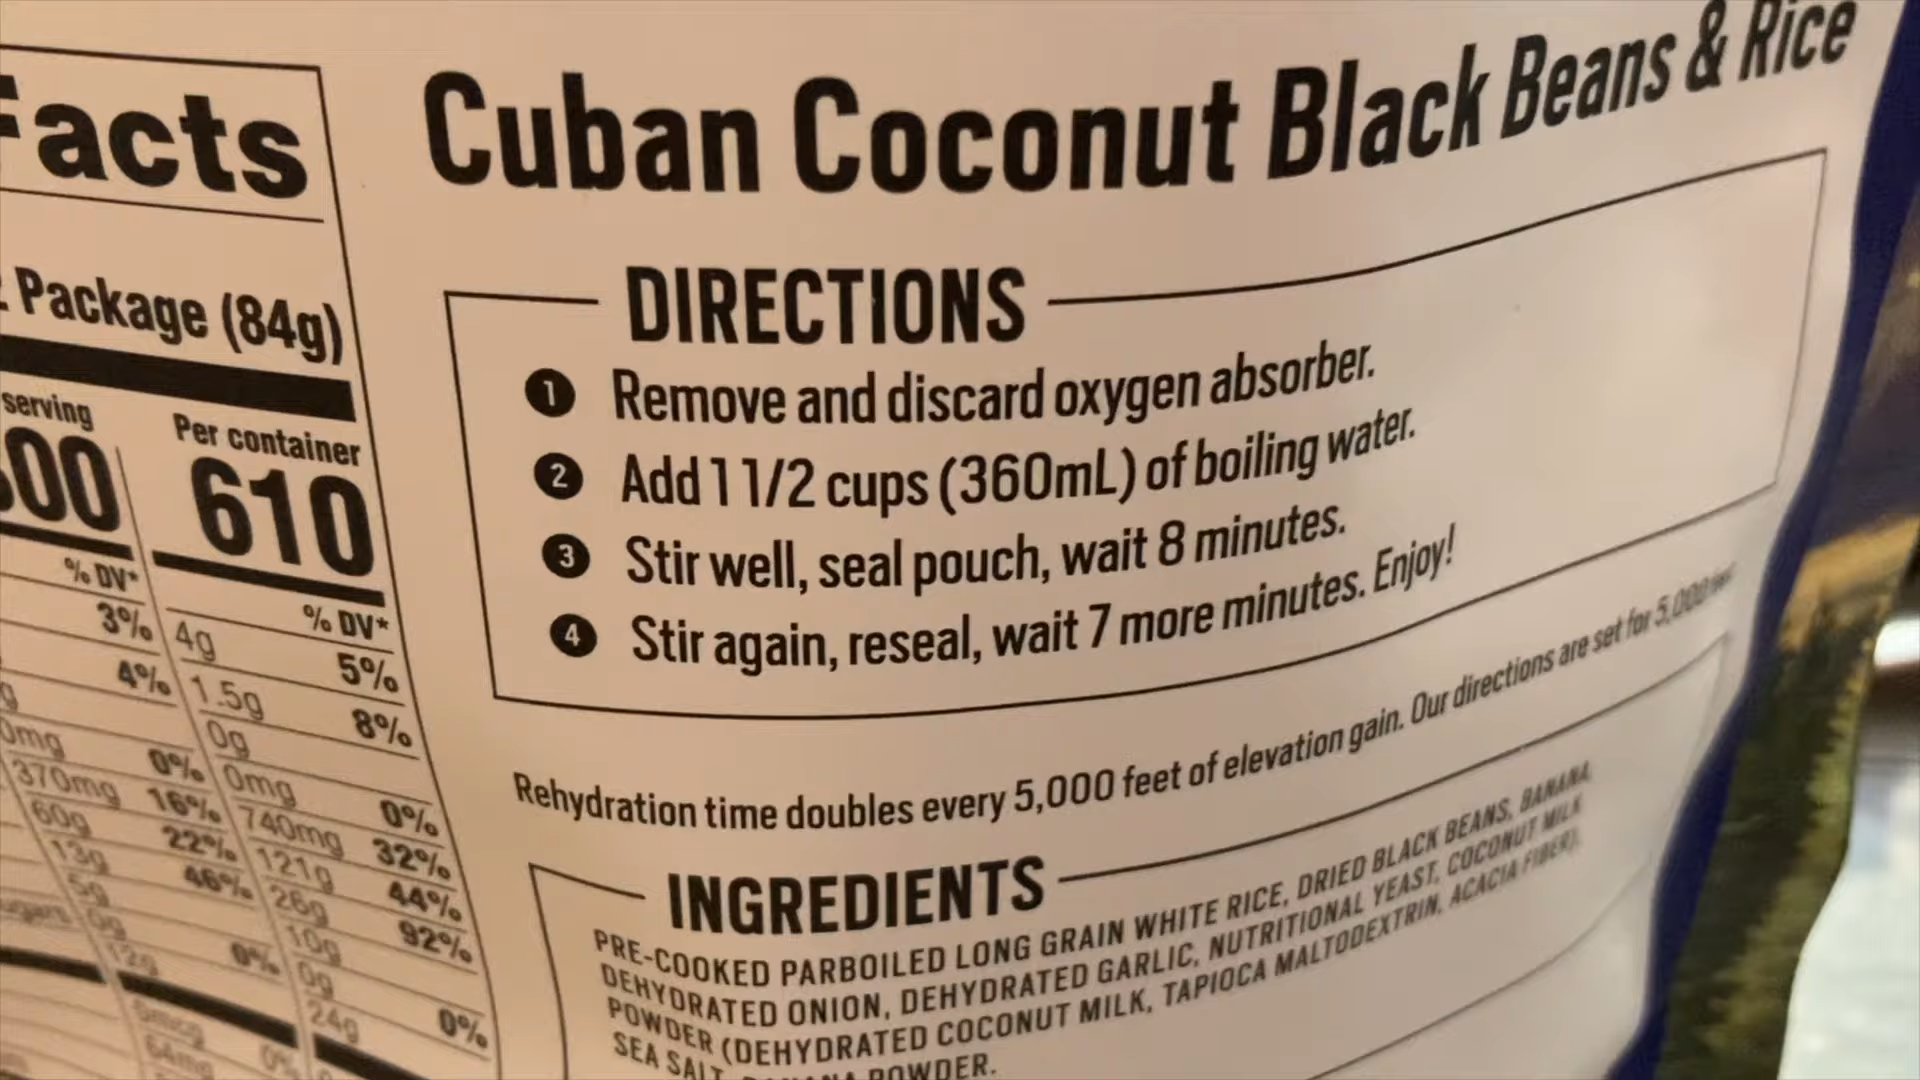 Facts
Package (84g)
serving
Per container
00
610
% DV*
% DV*
3%
4g
5%
4%
1.5g
8%
0g
0mg
0%
0mg
0%
370mg
16%
740mg
32%
60g
22%
121g
44%
13g
46%
26g
92%
5g
10g
0g
0g
12g
0%
24g
0%
Cuban Coconut Black Beans & Rice
DIRECTIONS
1 Remove and discard oxygen absorber.
2 Add 1 1/2 cups (360mL) of boiling water.
3 Stir well, seal pouch, wait 8 minutes.
4 Stir again, reseal, wait 7 more minutes. Enjoy!
Rehydration time doubles every 5,000 feet of elevation gain. Our directions are set for 5,000
INGREDIENTS
PRE-COOKED PARBOILED LONG GRAIN WHITE RICE, DRIED BLACK BEANS, BANANA,
DEHYDRATED ONION, DEHYDRATED GARLIC, NUTRITIONAL YEAST, COCONUT MILK
POWDER (DEHYDRATED COCONUT MILK, TAPIOCA MALTODEXTRIN, ACACIA FIBER),
SEA SALT, POWDER.